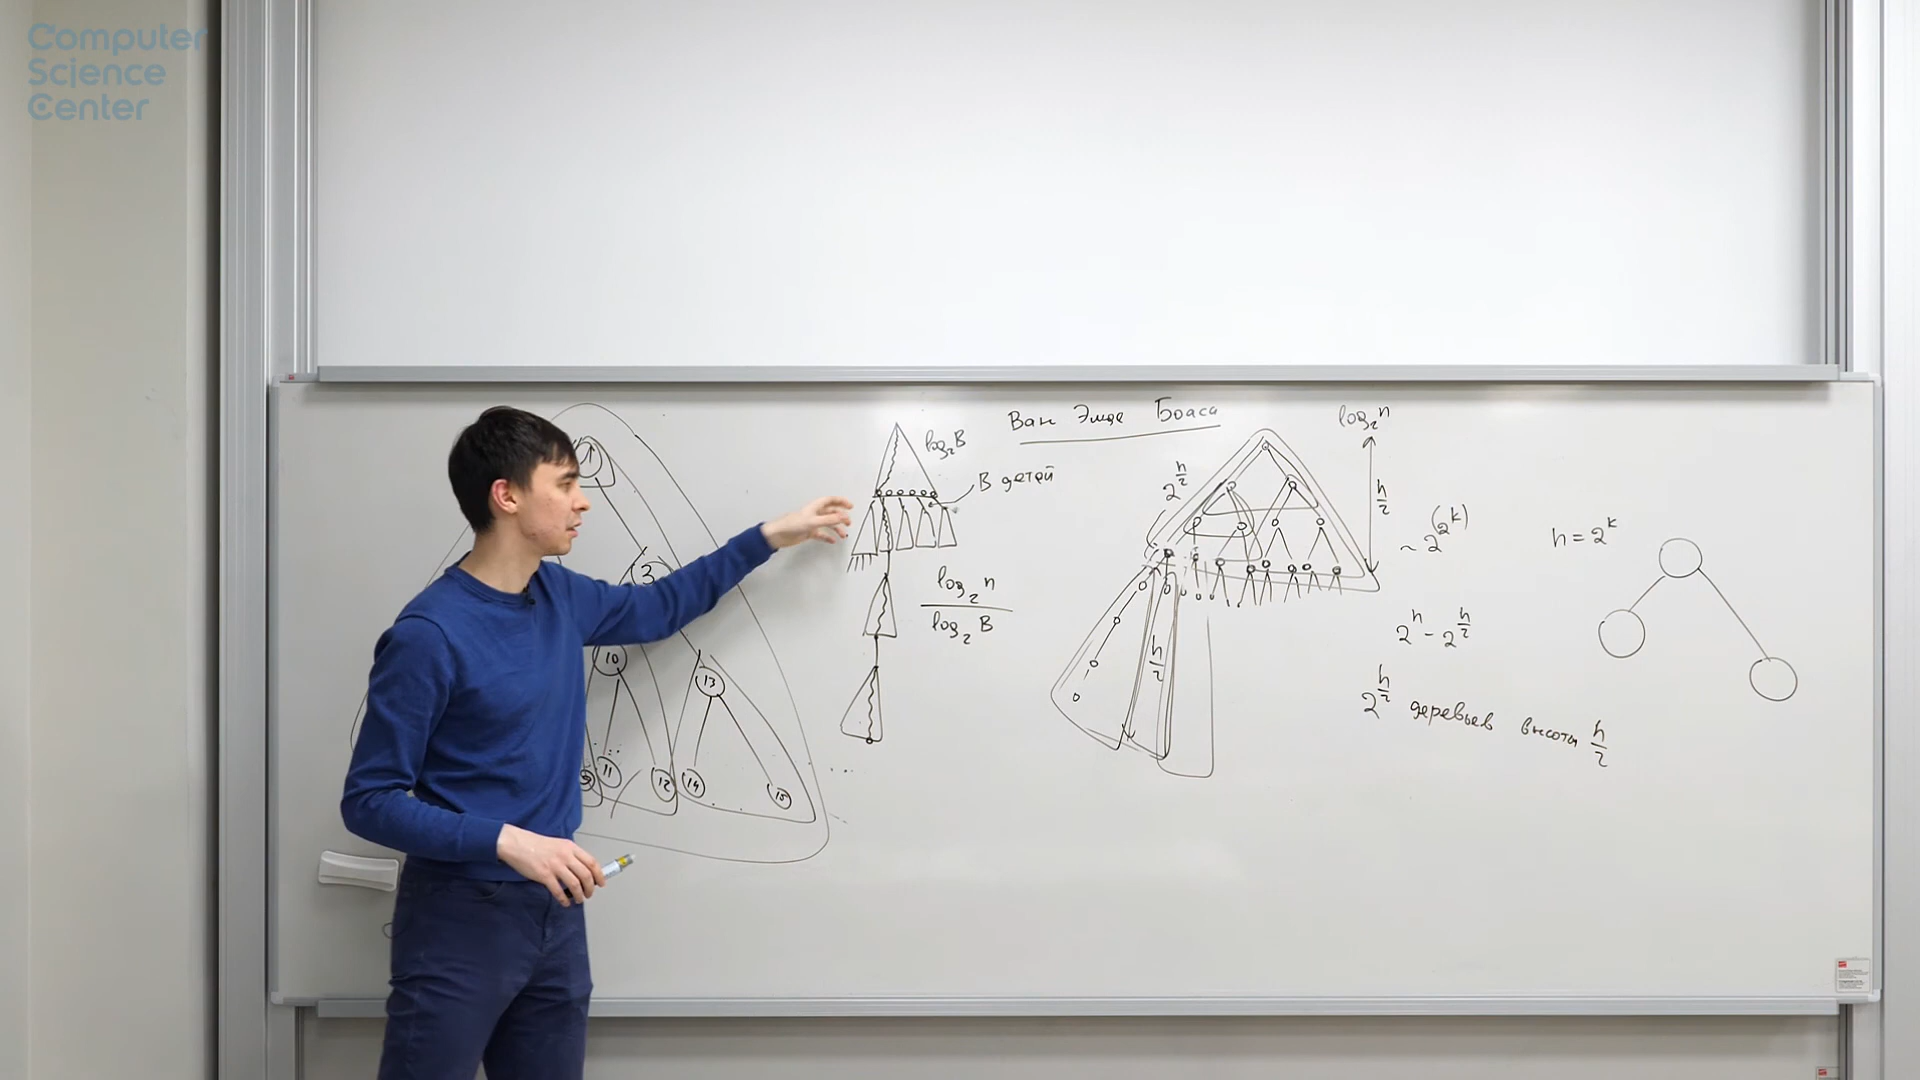 Computer
Science
Center
1
3
10
13
11
12
14
15
log₂B
B детей
log₂n
log₂B
Ван Эмде Боаса
log₂n
2^(h/2)
h/2
h/2
~ 2^(2^k)
h = 2^k
2^h - 2^(h/2)
2^(h/2) деревьев высоты h/2